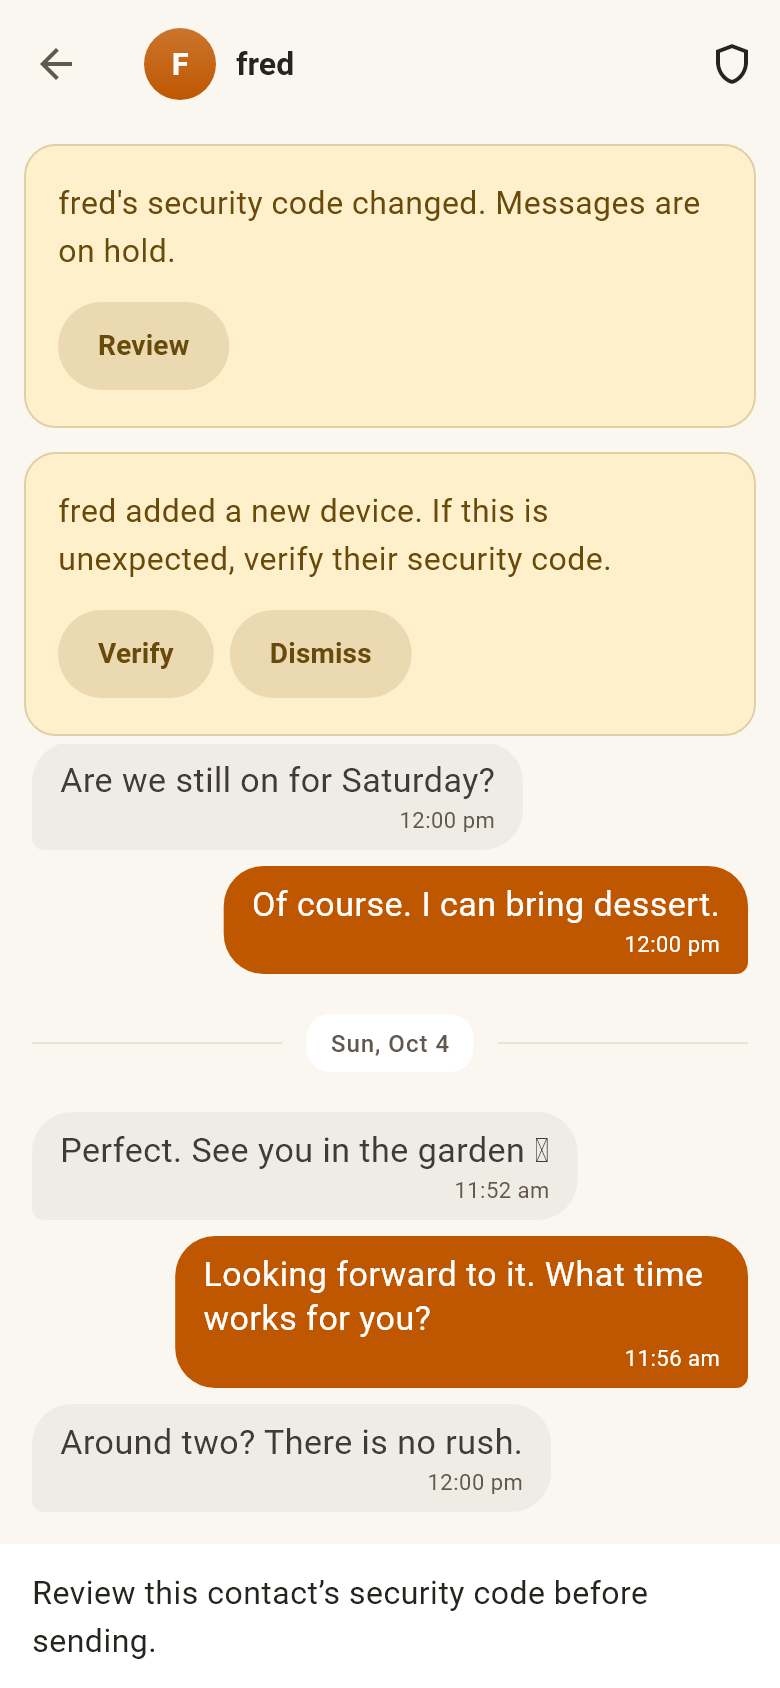 F fred
fred's security code changed. Messages are
on hold.
Review
fred added a new device. If this is
unexpected, verify their security code.
Verify Dismiss
Are we still on for Saturday?
12:00 pm
Of course. I can bring dessert.
12:00 pm
Sun, Oct 4
Perfect. See you in the garden
11:52 am
Looking forward to it. What time
works for you?
11:56 am
Around two? There is no rush.
12:00 pm
Review this contact’s security code before
sending.